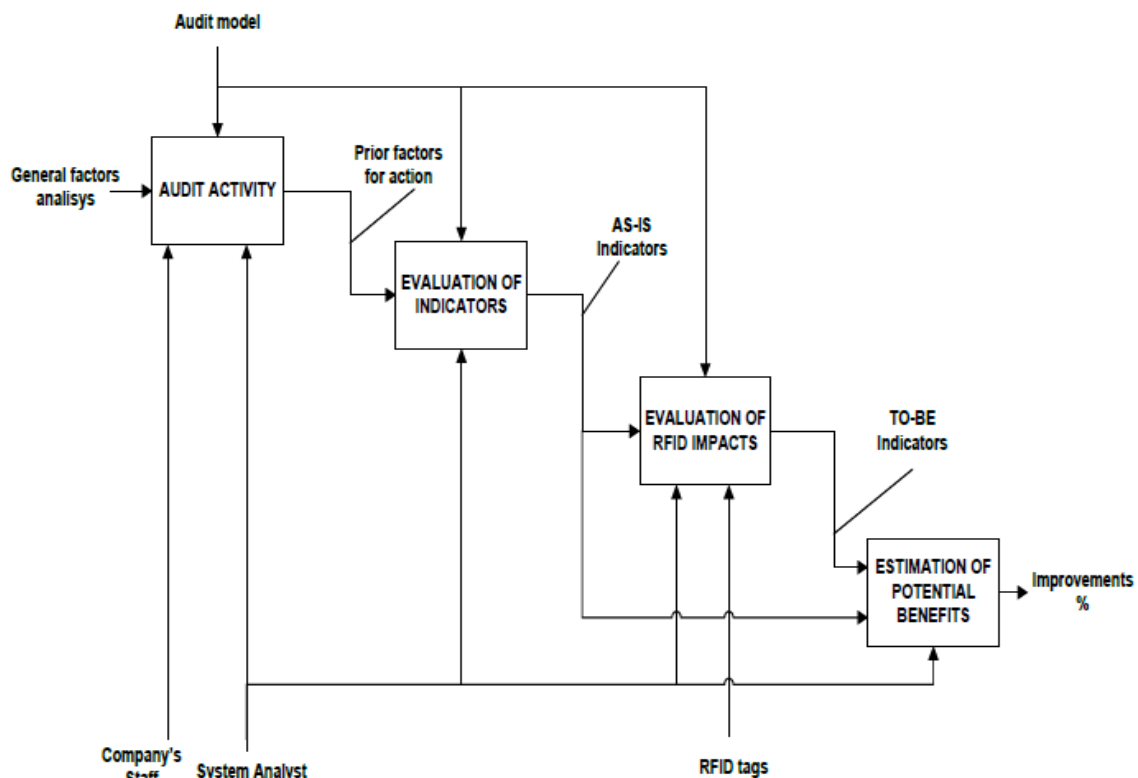 Audit model
General factors
analisys
AUDIT ACTIVITY
Prior factors
for action
EVALUATION OF
INDICATORS
AS-IS
Indicators
EVALUATION OF
RFID IMPACTS
TO-BE
Indicators
ESTIMATION OF
POTENTIAL
BENEFITS
Improvements
%
Company's
Staff
System Analyst
RFID tags